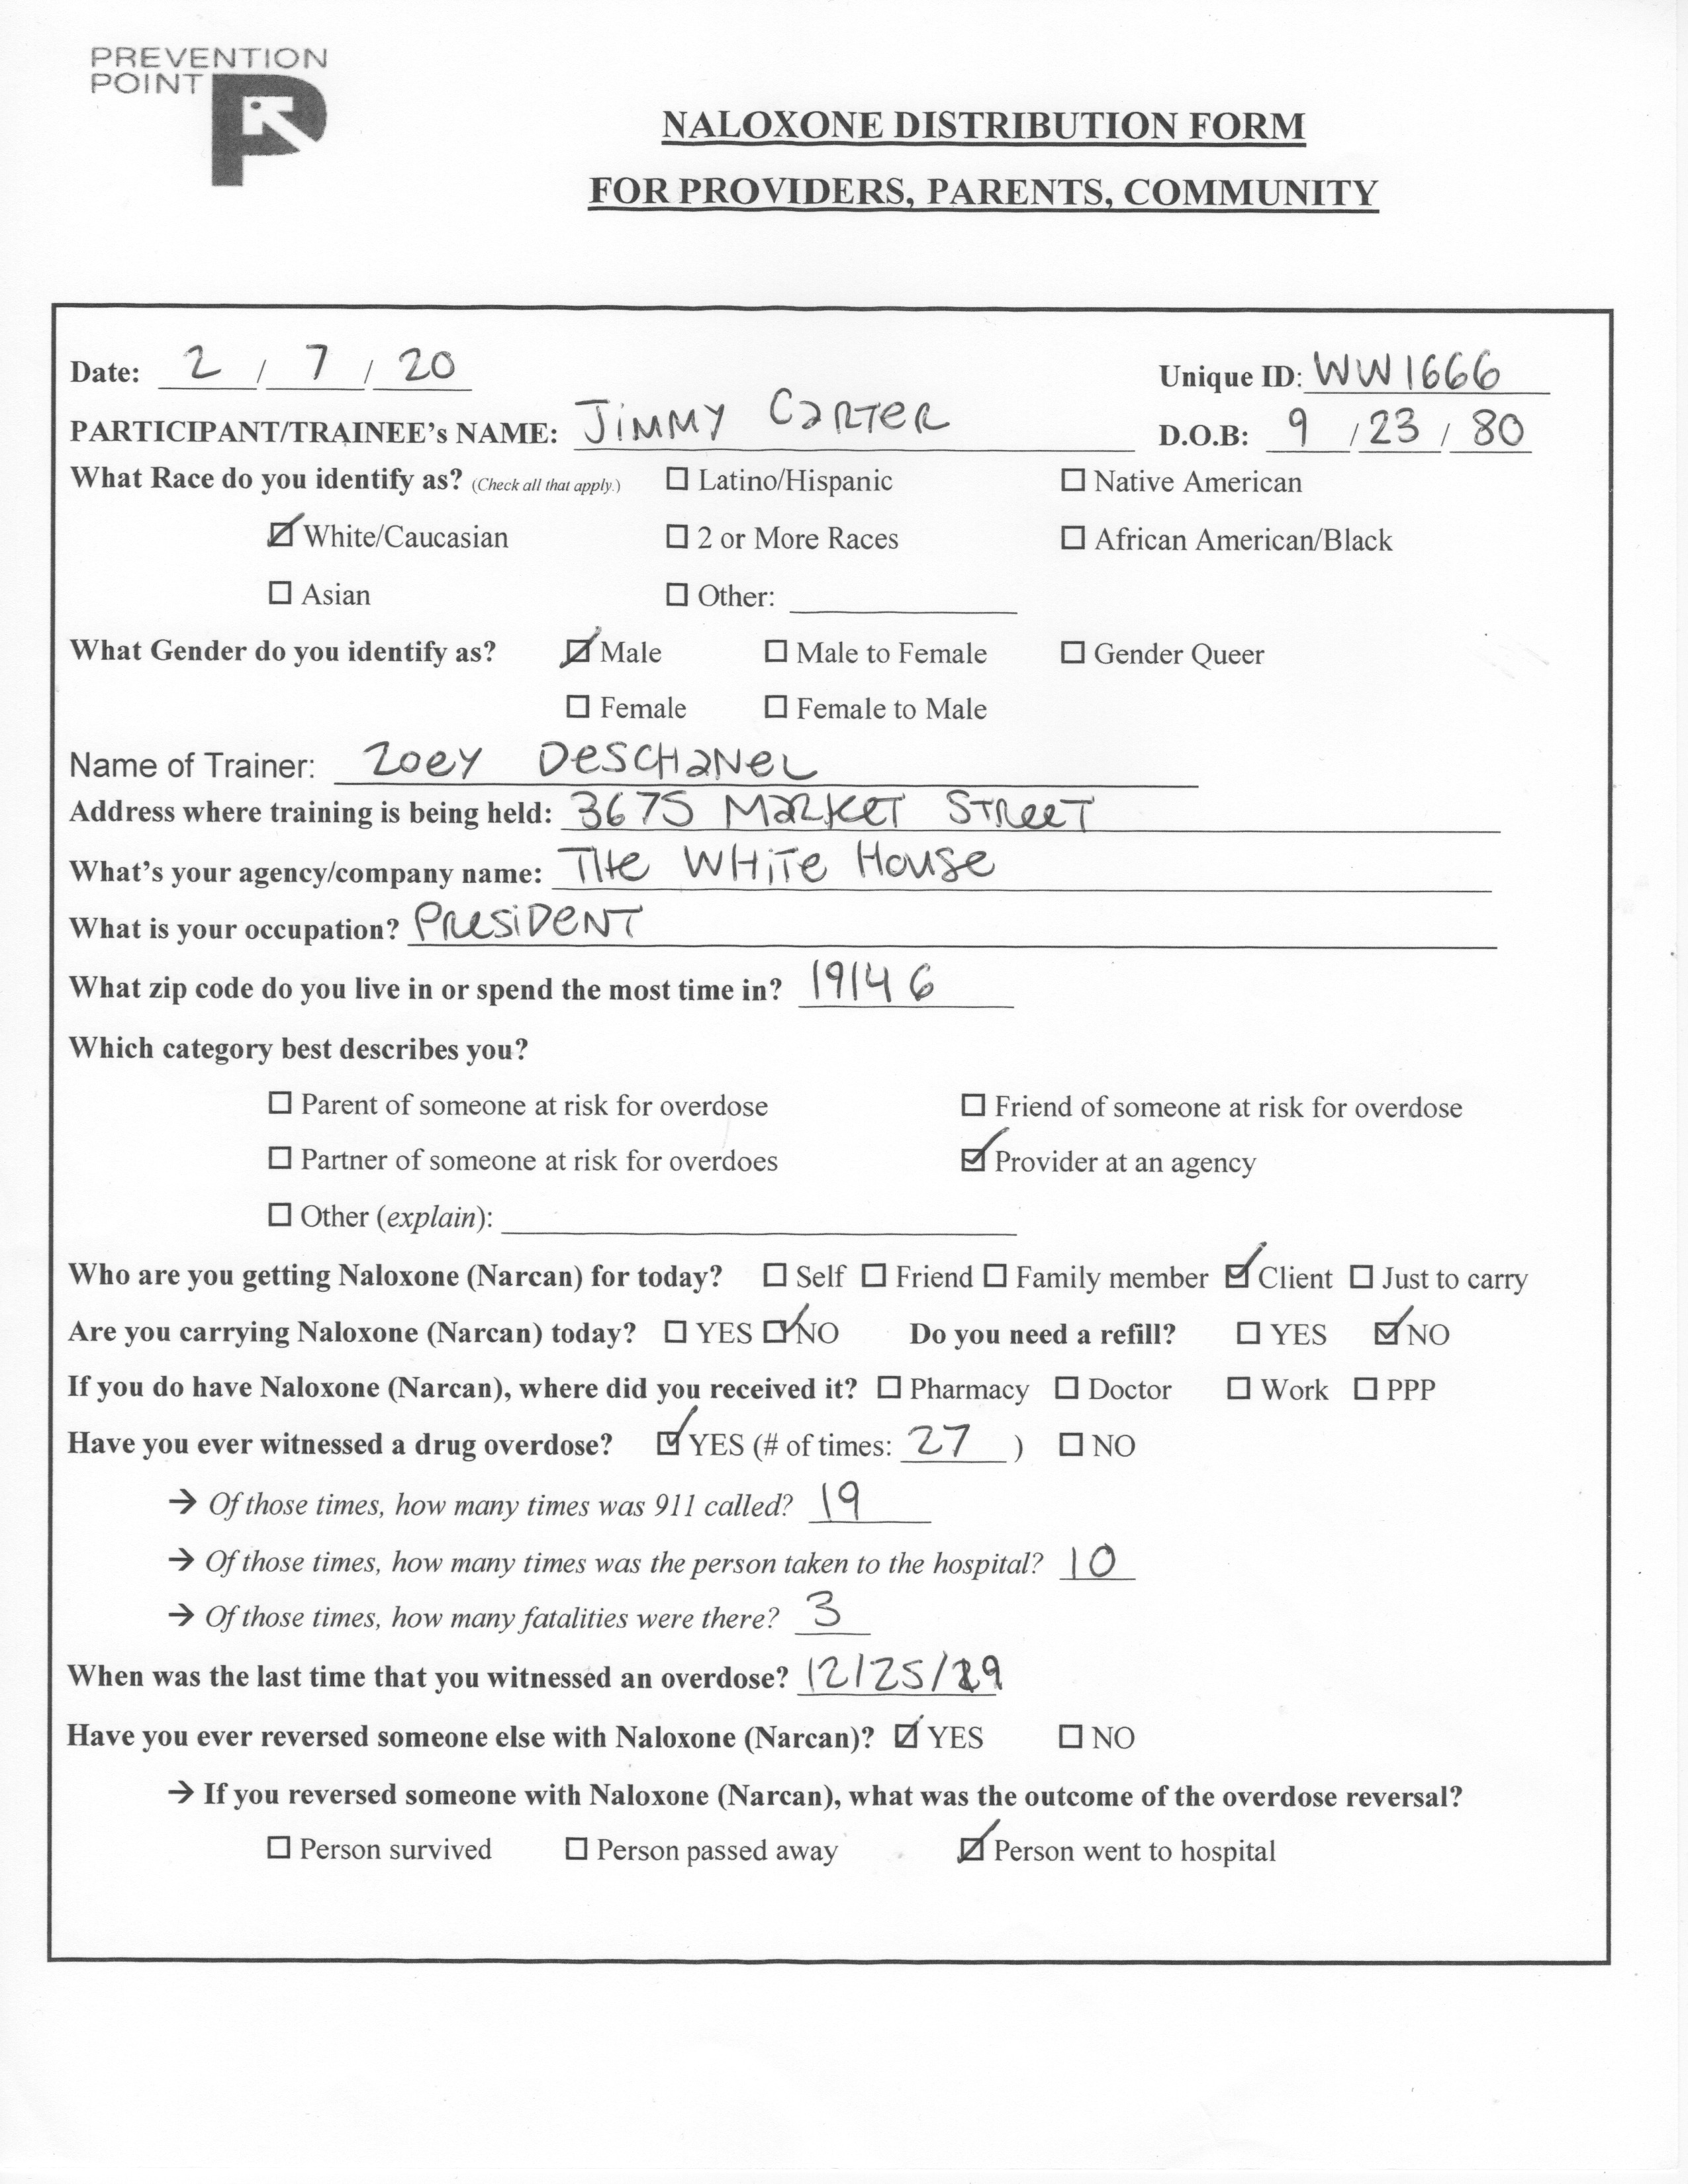 PREVENTION
POINT
NALOXONE DISTRIBUTION FORM
FOR PROVIDERS, PARENTS, COMMUNITY
Date: 2 / 7 / 20 Unique ID: WW1666
PARTICIPANT/TRAINEE's NAME: JiMMY CaRTeR D.O.B: 9 / 23 / 80
What Race do you identify as? (Check all that apply.) ☐ Latino/Hispanic ☐ Native American
☑ White/Caucasian ☐ 2 or More Races ☐ African American/Black
☐ Asian ☐ Other:
What Gender do you identify as? ☑ Male ☐ Male to Female ☐ Gender Queer
☐ Female ☐ Female to Male
Name of Trainer: Zoey DeSCHaNeL
Address where training is being held: 3675 MaRKeT STReeT
What's your agency/company name: THe WHiTe House
What is your occupation? PResiDeNT
What zip code do you live in or spend the most time in? 19146
Which category best describes you?
☐ Parent of someone at risk for overdose ☐ Friend of someone at risk for overdose
☐ Partner of someone at risk for overdoes ☑ Provider at an agency
☐ Other (explain):
Who are you getting Naloxone (Narcan) for today? ☐ Self ☐ Friend ☐ Family member ☑ Client ☐ Just to carry
Are you carrying Naloxone (Narcan) today? ☐ YES ☑ NO Do you need a refill? ☐ YES ☑ NO
If you do have Naloxone (Narcan), where did you received it? ☐ Pharmacy ☐ Doctor ☐ Work ☐ PPP
Have you ever witnessed a drug overdose? ☑ YES (# of times: 27 ) ☐ NO
→ Of those times, how many times was 911 called? 19
→ Of those times, how many times was the person taken to the hospital? 10
→ Of those times, how many fatalities were there? 3
When was the last time that you witnessed an overdose? 12/25/19
Have you ever reversed someone else with Naloxone (Narcan)? ☑ YES ☐ NO
→ If you reversed someone with Naloxone (Narcan), what was the outcome of the overdose reversal?
☐ Person survived ☐ Person passed away ☑ Person went to hospital